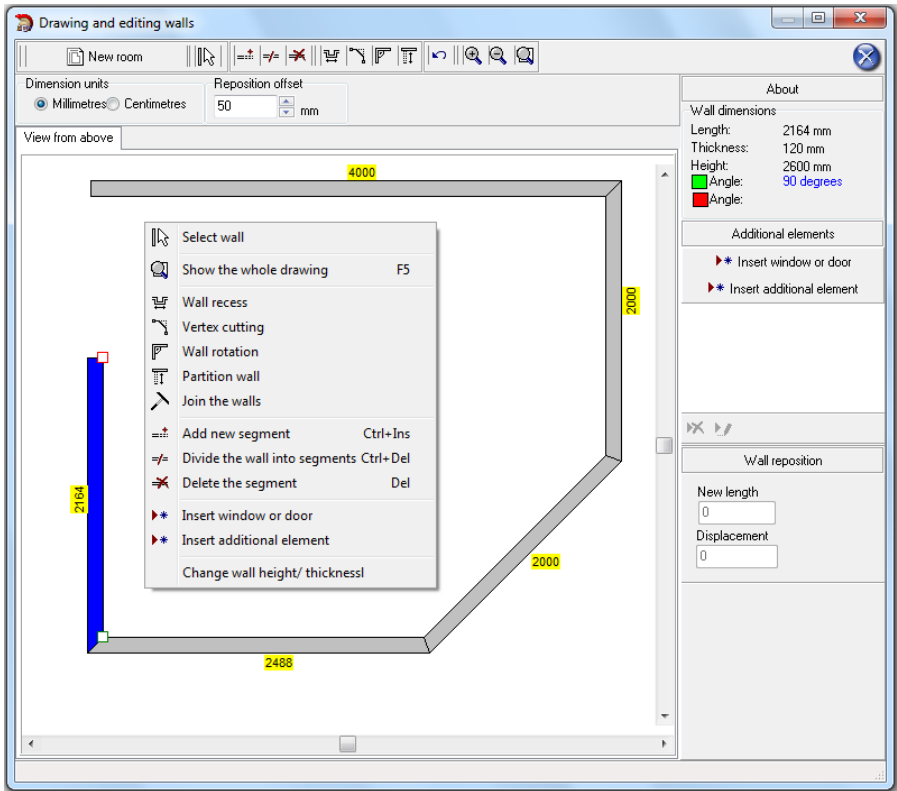 Drawing and editing walls
New room
Dimension units
Millimetres Centimetres
Reposition offset
50 mm
View from above
4000
2000
2000
2488
2164
Select wall
Show the whole drawing F5
Wall recess
Vertex cutting
Wall rotation
Partition wall
Join the walls
Add new segment Ctrl+Ins
Divide the wall into segments Ctrl+Del
Delete the segment Del
Insert window or door
Insert additional element
Change wall height/ thicknessl
About
Wall dimensions
Length: 2164 mm
Thickness: 120 mm
Height: 2600 mm
Angle: 90 degrees
Angle:
Additional elements
Insert window or door
Insert additional element
Wall reposition
New length
0
Displacement
0